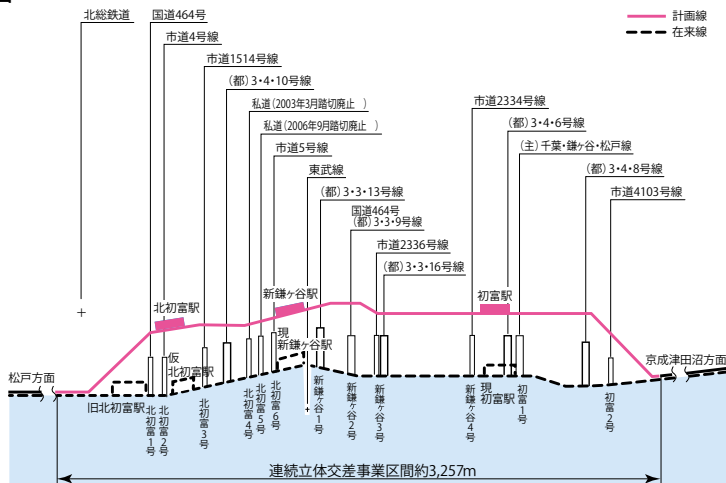 北総鉄道
国道464号
市道4号線
市道1514号線
(都)3・4・10号線
私道(2003年3月踏切廃止 )
私道(2006年9月踏切廃止 )
市道5号線
東武線
(都)3・3・13号線
国道464号
(都)3・3・9号線
市道2336号線
(都)3・3・16号線
市道2334号線
(都)3・4・6号線
(主)千葉・鎌ヶ谷・松戸線
(都)3・4・8号線
市道4103号線
計画線
在来線
北初富駅
新鎌ヶ谷駅
初富駅
松戸方面
京成津田沼方面
旧北初富駅
仮
北初富駅
現
新鎌ヶ谷駅
現
初富駅
北初富1号
北初富2号
北初富3号
北初富4号
北初富5号
北初富6号
新鎌ヶ谷1号
新鎌ヶ谷2号
新鎌ヶ谷3号
新鎌ヶ谷4号
初富1号
初富2号
連続立体交差事業区間約3,257m